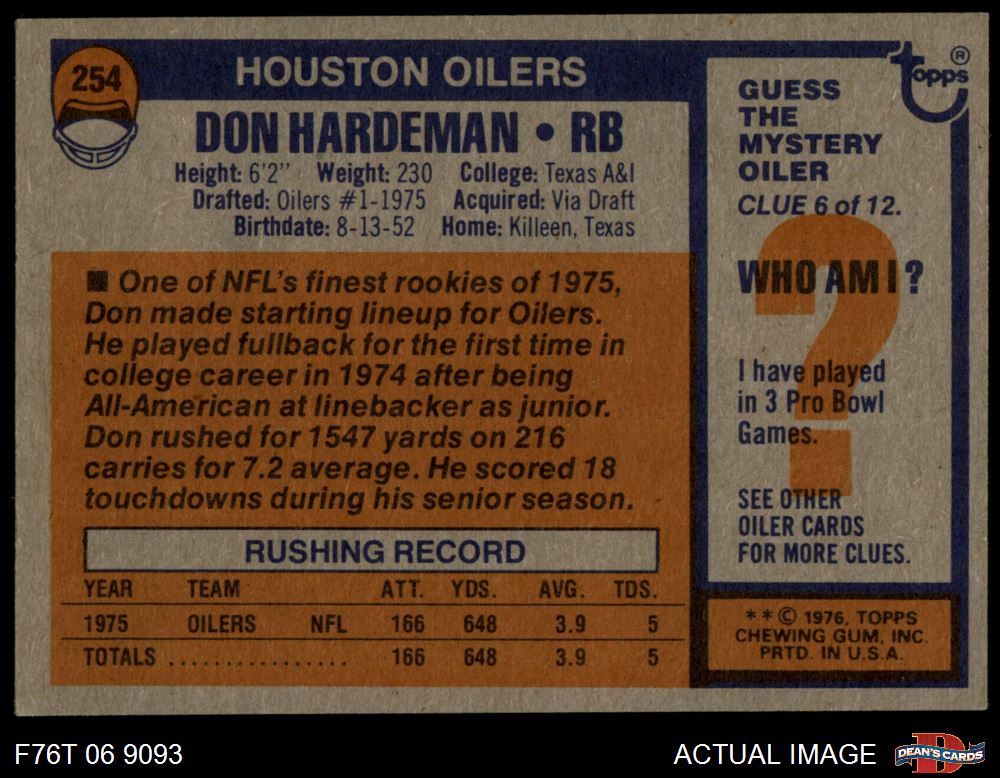 254
HOUSTON OILERS
DON HARDEMAN • RB
Height: 6'2" Weight: 230 College: Texas A&I
Drafted: Oilers #1-1975 Acquired: Via Draft
Birthdate: 8-13-52 Home: Killeen, Texas
■ One of NFL's finest rookies of 1975,
Don made starting lineup for Oilers.
He played fullback for the first time in
college career in 1974 after being
All-American at linebacker as junior.
Don rushed for 1547 yards on 216
carries for 7.2 average. He scored 18
touchdowns during his senior season.
RUSHING RECORD
YEAR TEAM ATT. YDS. AVG. TDS.
1975 OILERS NFL 166 648 3.9 5
TOTALS ................ 166 648 3.9 5
Topps ®
GUESS
THE
MYSTERY
OILER
CLUE 6 of 12.
?
WHO AM I ?
I have played
in 3 Pro Bowl
Games.
SEE OTHER
OILER CARDS
FOR MORE CLUES.
* * © 1976, TOPPS
CHEWING GUM, INC.
PRTD. IN U.S.A.
F76T 06 9093
ACTUAL IMAGE
D
DEAN'S CARDS